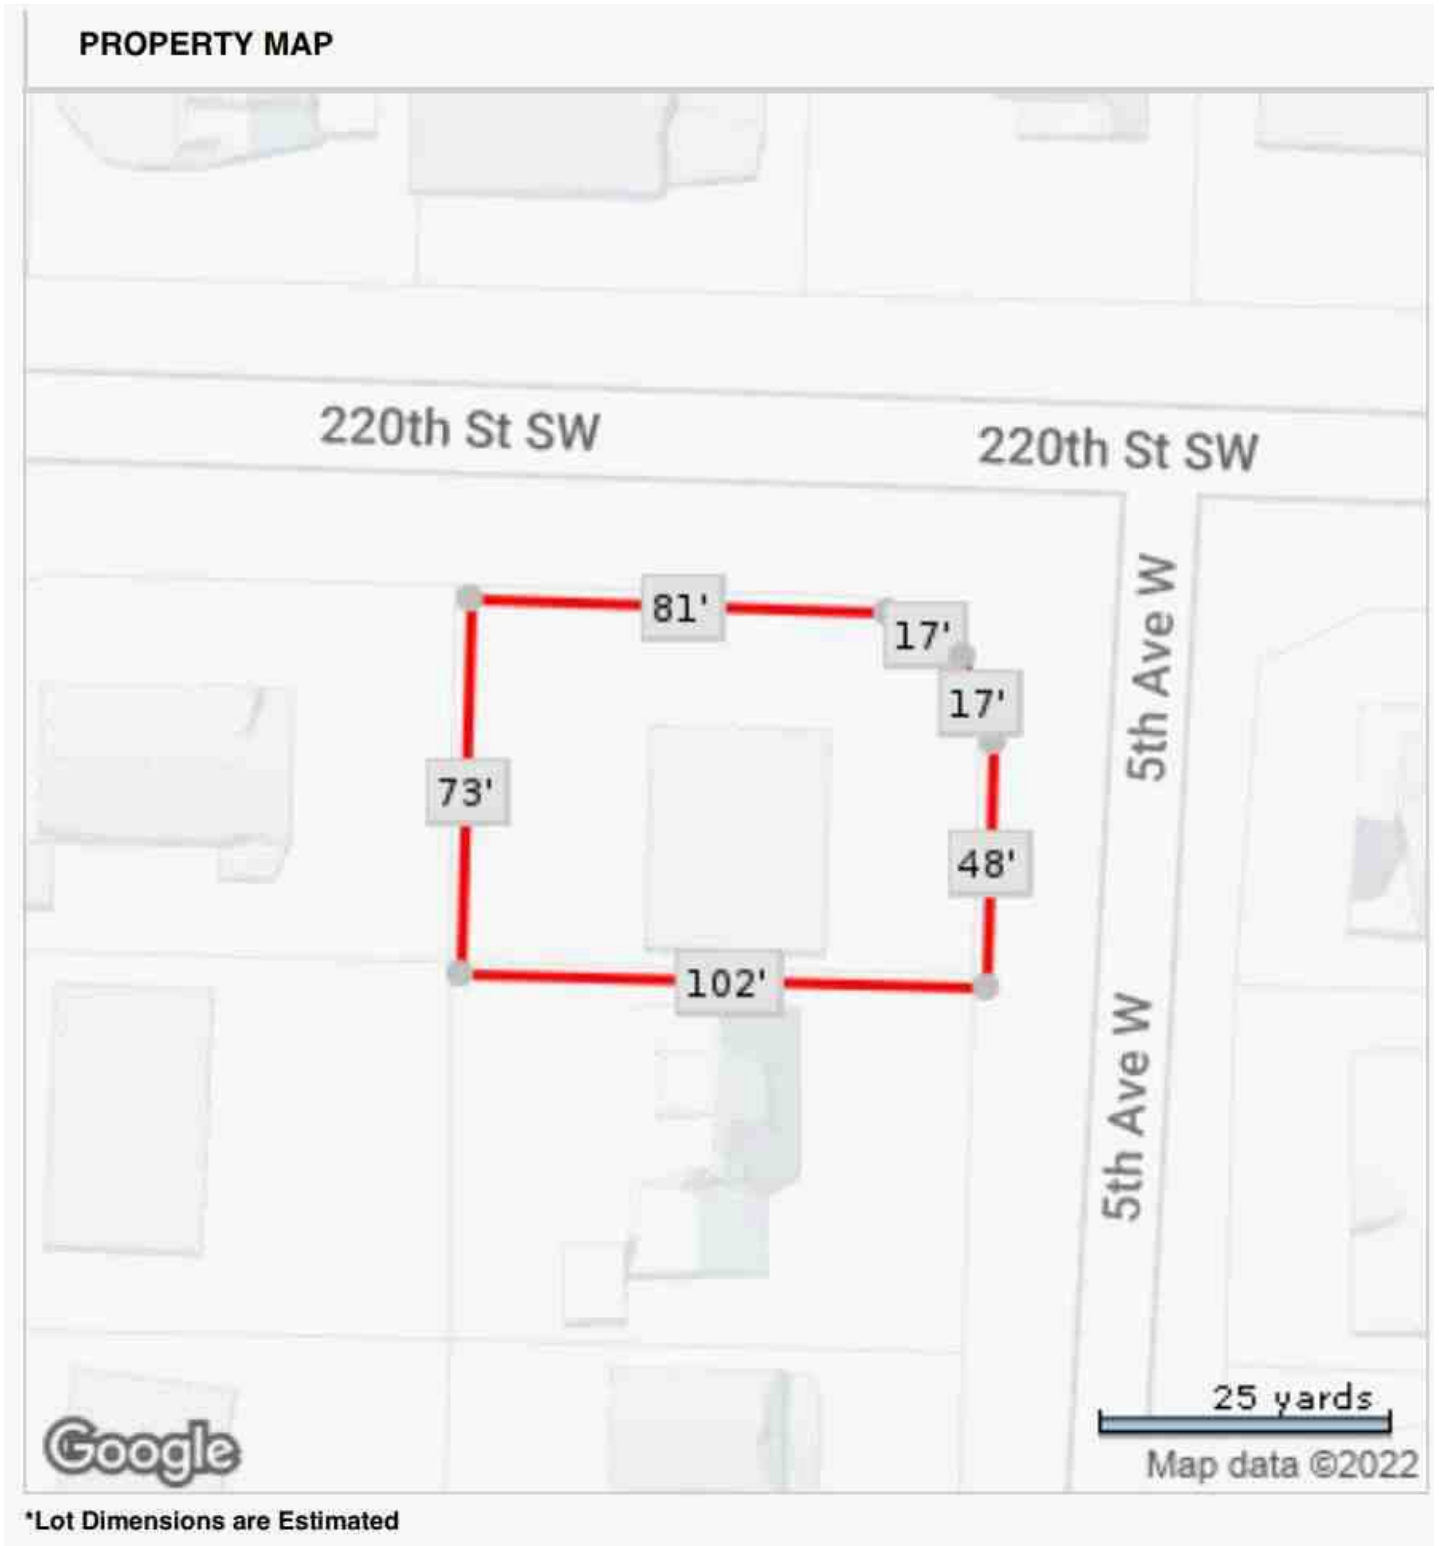 PROPERTY MAP
220th St SW
220th St SW
81'
17'
17'
5th Ave W
73'
48'
102'
5th Ave W
25 yards
Google
Map data ©2022
*Lot Dimensions are Estimated